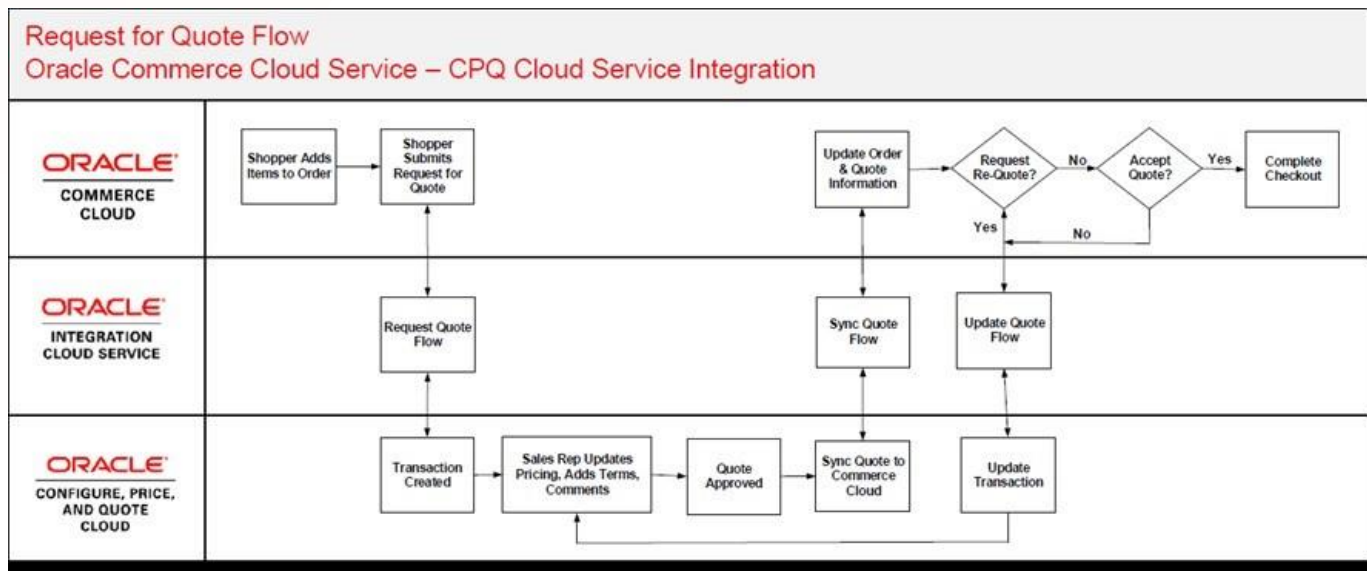 Request for Quote Flow
Oracle Commerce Cloud Service – CPQ Cloud Service Integration
ORACLE
COMMERCE
CLOUD
Shopper Adds
Items to Order
Shopper
Submits
Request for
Quote
Update Order
& Quote
Information
Request
Re-Quote?
No
Accept
Quote?
Yes
Complete
Checkout
Yes
No
ORACLE
INTEGRATION
CLOUD SERVICE
Request Quote
Flow
Sync Quote
Flow
Update Quote
Flow
ORACLE
CONFIGURE, PRICE,
AND QUOTE
CLOUD
Transaction
Created
Sales Rep Updates
Pricing, Adds Terms,
Comments
Quote
Approved
Sync Quote to
Commerce
Cloud
Update
Transaction